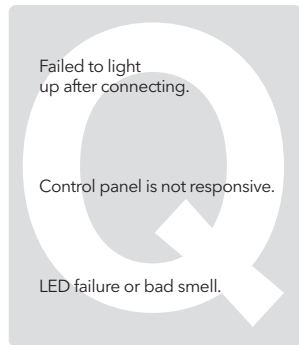 Failed to light
up after connecting.
Control panel is not responsive.
LED failure or bad smell.
Q